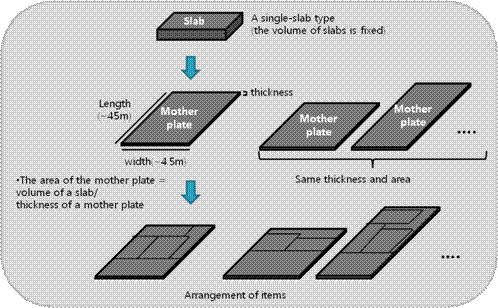 Slab
A single-slab type
(the volume of slabs is fixed)
Length
(~45m)
Mother
plate
thickness
width(~4.5m)
Mother
plate
Mother
plate
....
Same thickness and area
•The area of the mother plate =
volume of a slab/
thickness of a mother plate
....
Arrangement of items